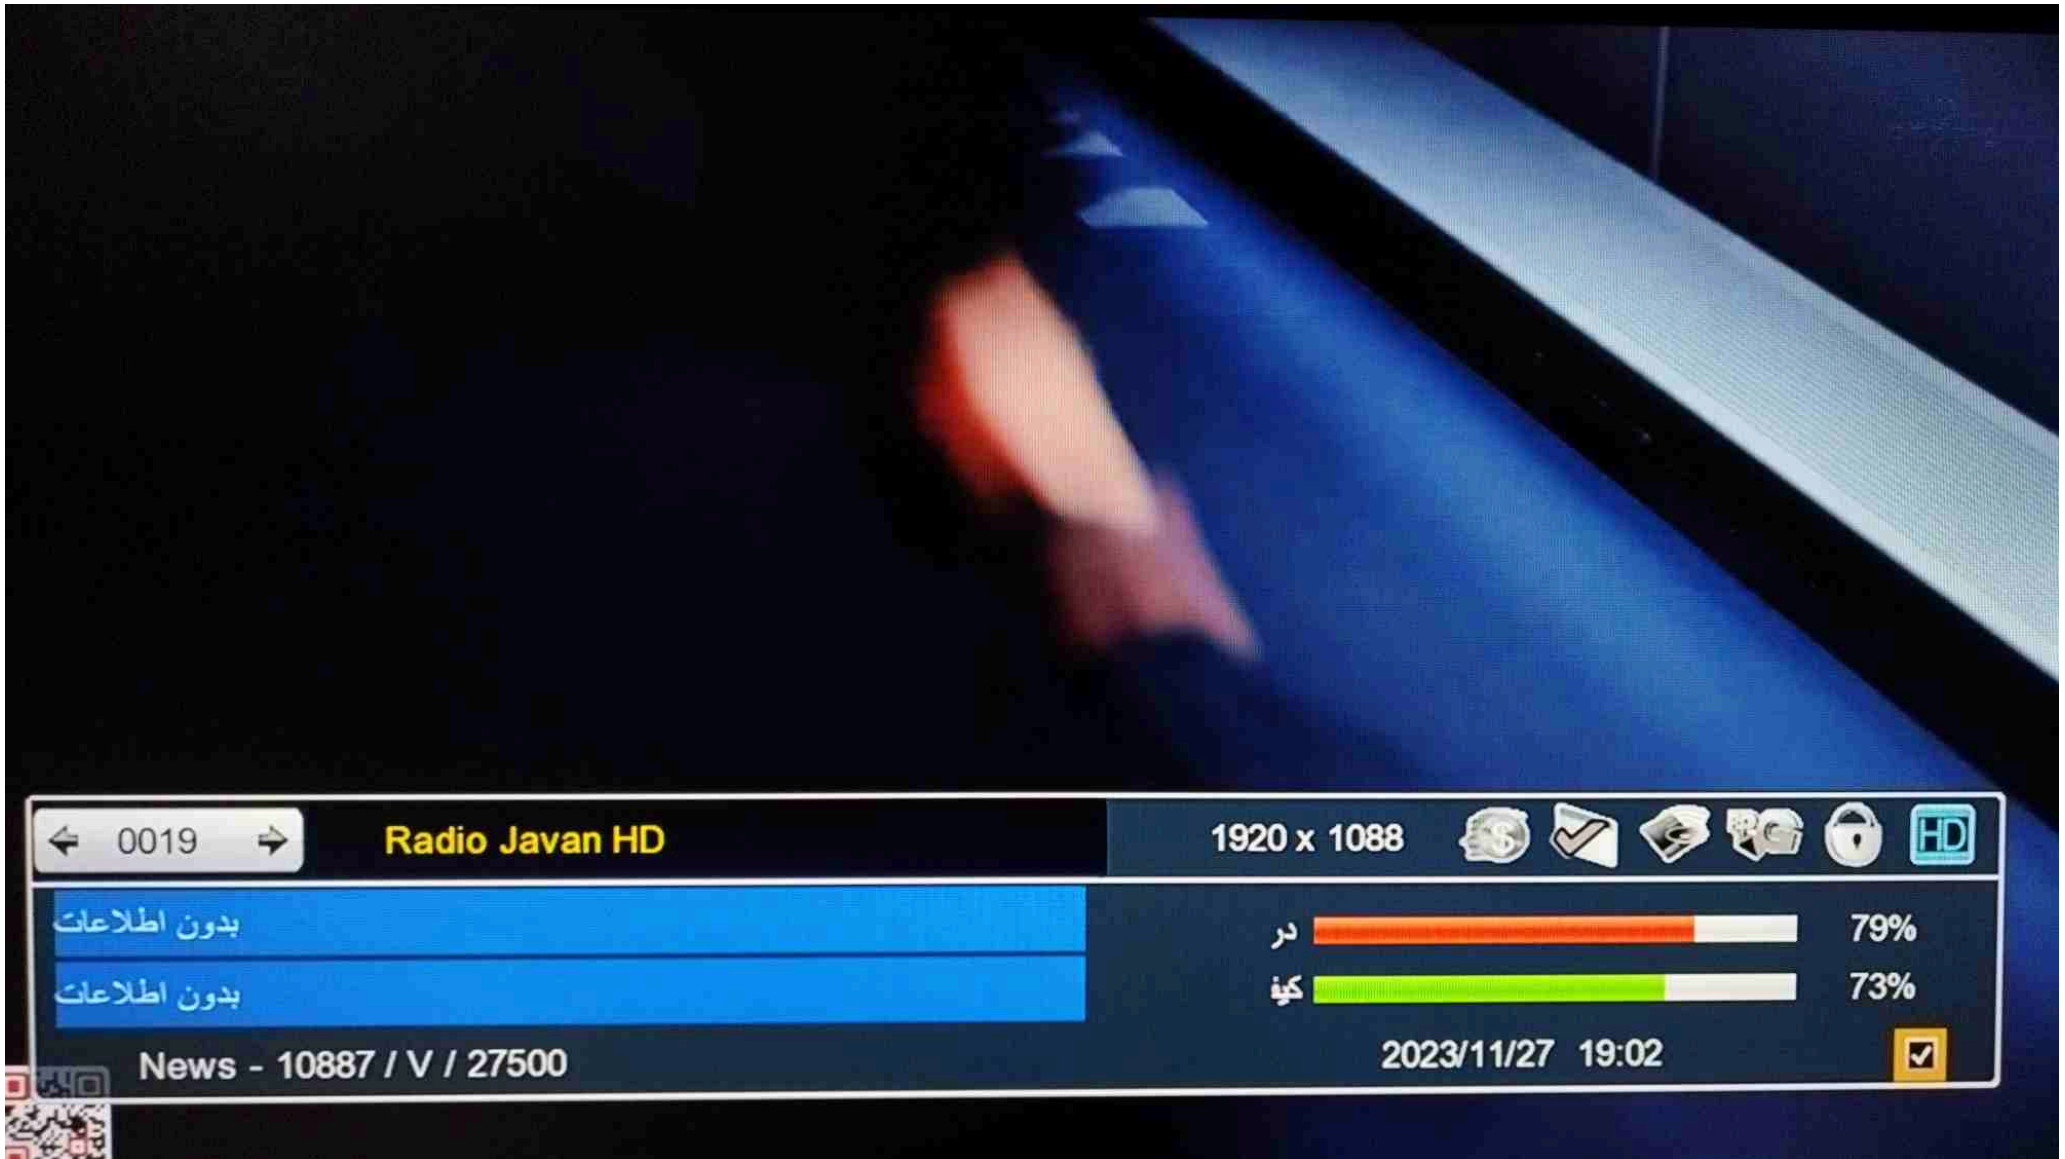 0019
Radio Javan HD
1920 x 1088
HD
بدون اطلاعات
در
79%
بدون اطلاعات
کیف
73%
News - 10887 / V / 27500
2023/11/27 19:02